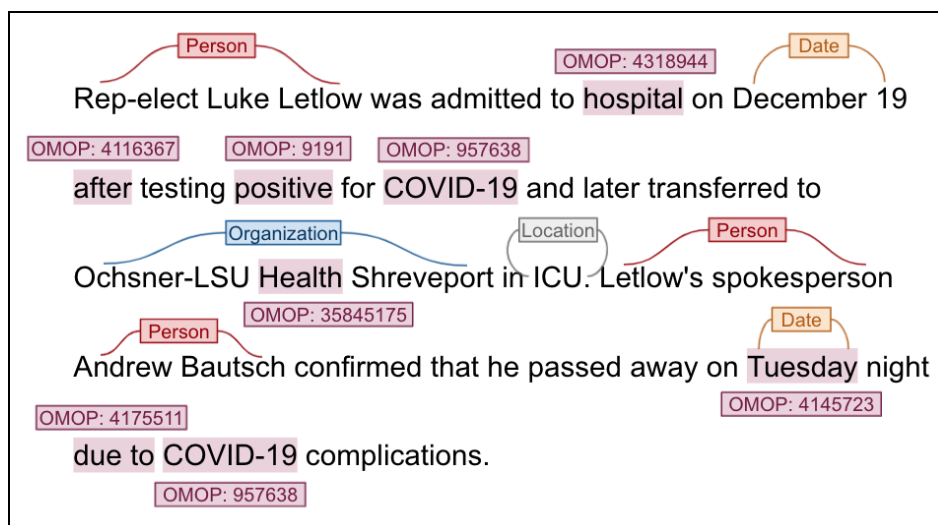 Person Date
OMOP: 4318944
Rep-elect Luke Letlow was admitted to hospital on December 19
OMOP: 4116367 OMOP: 9191 OMOP: 957638
after testing positive for COVID-19 and later transferred to
Organization Location Person
Ochsner-LSU Health Shreveport in ICU. Letlow's spokesperson
OMOP: 35845175
Person Date
Andrew Bautsch confirmed that he passed away on Tuesday night
OMOP: 4175511 OMOP: 4145723
due to COVID-19 complications.
OMOP: 957638